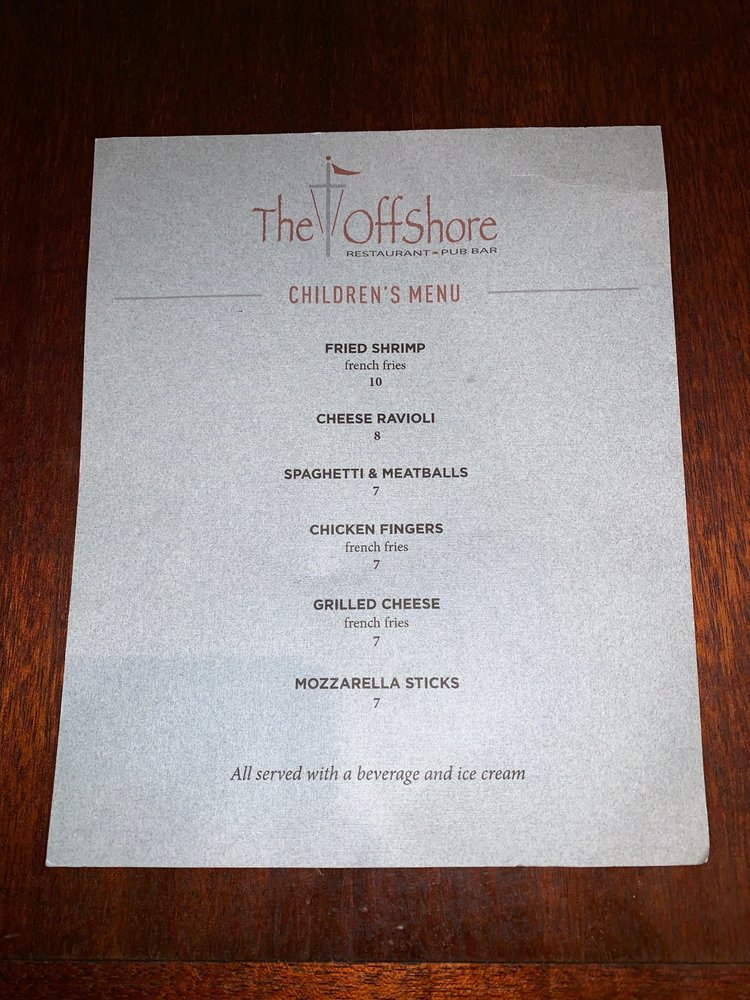 The OffShore
RESTAURANT - PUB BAR
CHILDREN'S MENU
FRIED SHRIMP
french fries
10
CHEESE RAVIOLI
8
SPAGHETTI & MEATBALLS
7
CHICKEN FINGERS
french fries
7
GRILLED CHEESE
french fries
7
MOZZARELLA STICKS
7
All served with a beverage and ice cream